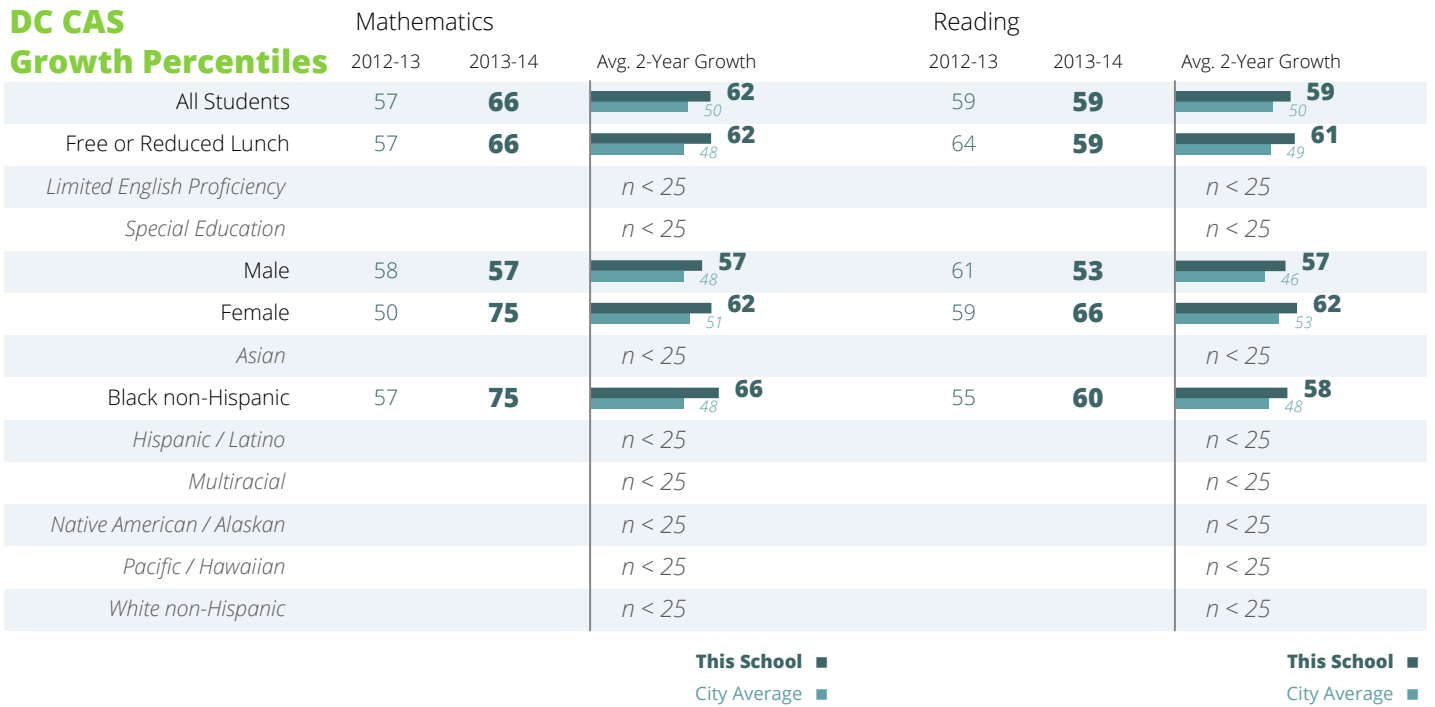 DC CAS
Growth Percentiles
Mathematics Reading
2012-13 2013-14 Avg. 2-Year Growth 2012-13 2013-14 Avg. 2-Year Growth
All Students 57 66 62 50 59 59 59 50
Free or Reduced Lunch 57 66 62 48 64 59 61 49
Limited English Proficiency n < 25 n < 25
Special Education n < 25 n < 25
Male 58 57 57 48 61 53 57 46
Female 50 75 62 51 59 66 62 53
Asian n < 25 n < 25
Black non-Hispanic 57 75 66 48 55 60 58 48
Hispanic / Latino n < 25 n < 25
Multiracial n < 25 n < 25
Native American / Alaskan n < 25 n < 25
Pacific / Hawaiian n < 25 n < 25
White non-Hispanic n < 25 n < 25
This School This School
City Average City Average